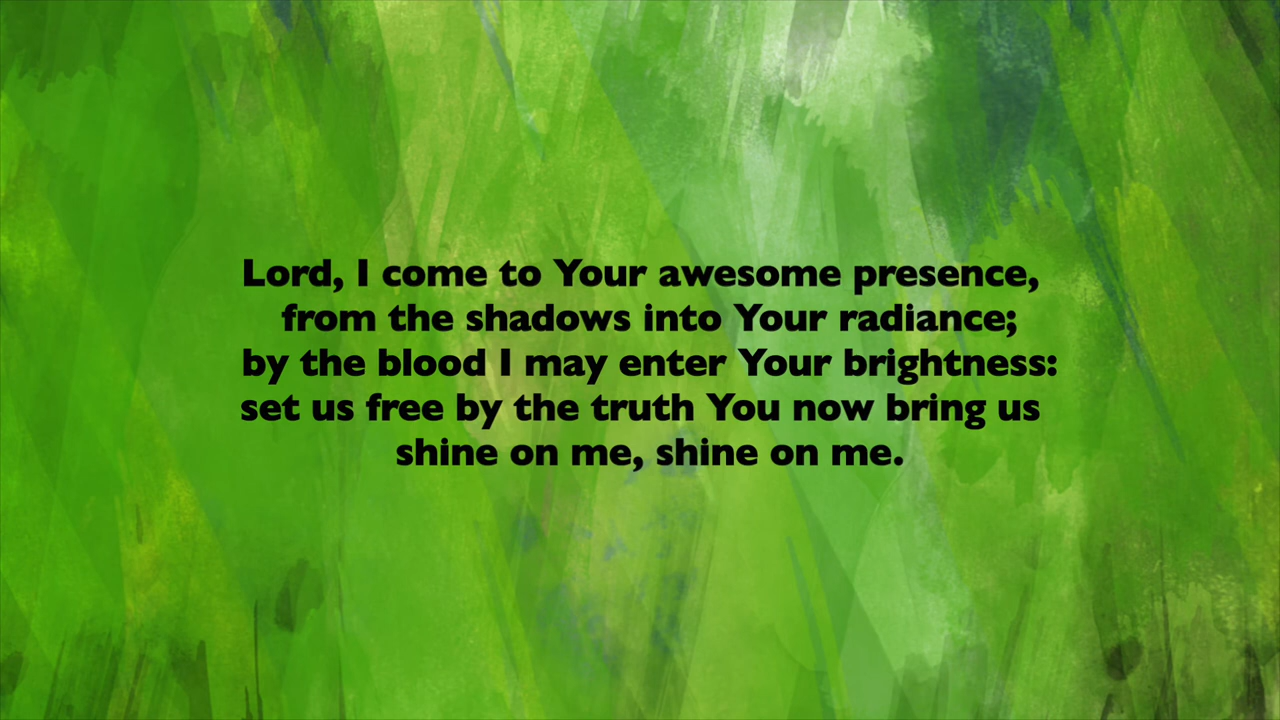 Lord, I come to Your awesome presence,
from the shadows into Your radiance;
by the blood I may enter Your brightness:
set us free by the truth You now bring us
shine on me, shine on me.